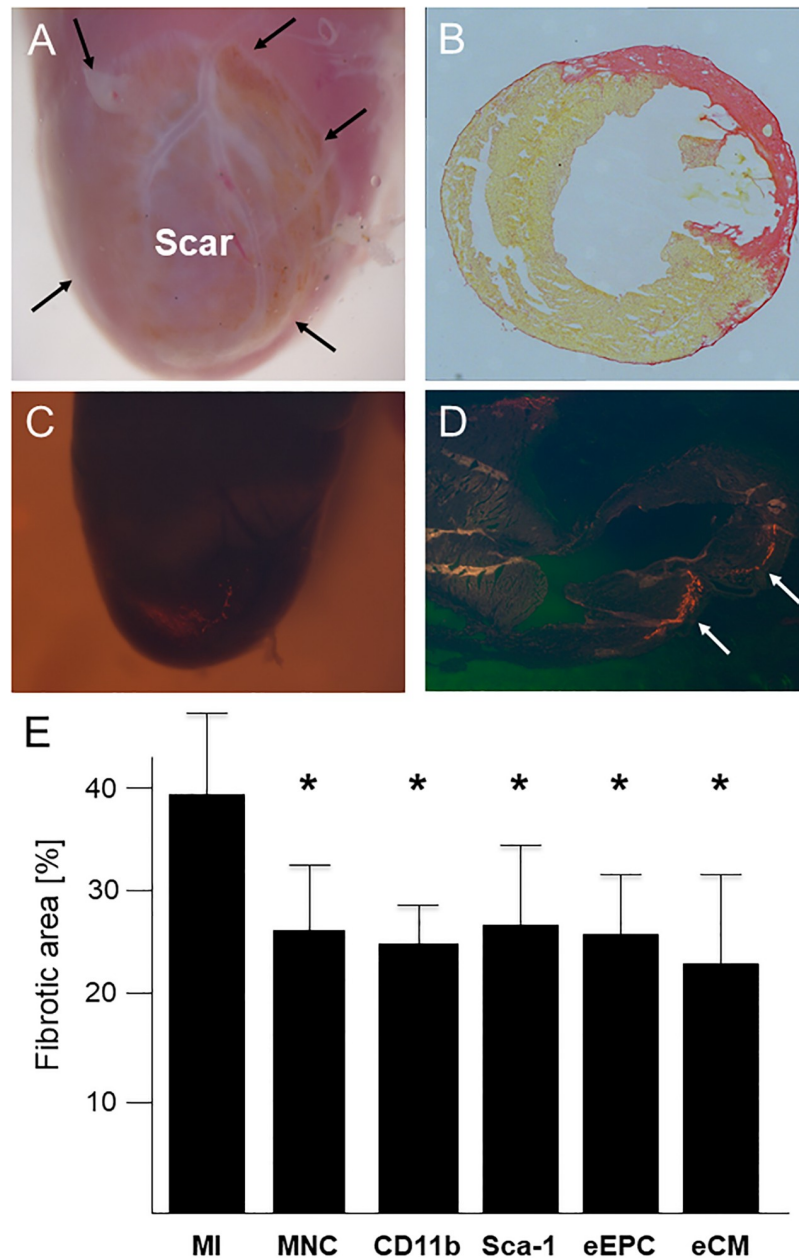 A
B
Scar
C
D
E
Fibrotic area [%]
40
30
20
10
* * * * *
MI MNC CD11b Sca-1 eEPC eCM